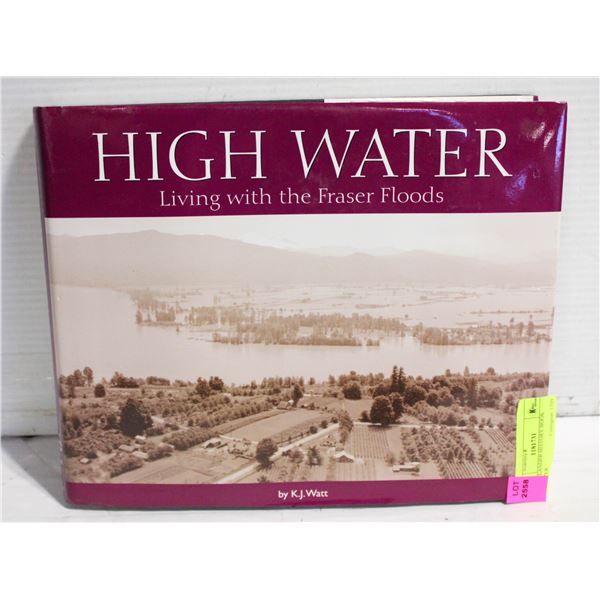 HIGH WATER
Living with the Fraser Floods
by K.J. Watt
LOT
2558